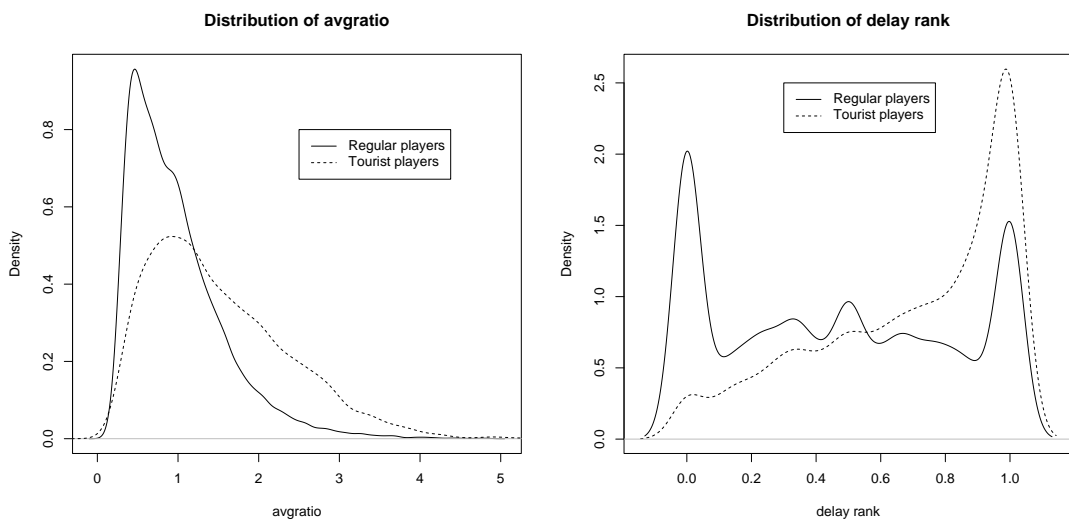 Distribution of avgratio
Regular players
Tourist players
Density
0.0 0.2 0.4 0.6 0.8
0 1 2 3 4 5
avgratio
Distribution of delay rank
Regular players
Tourist players
Density
0.0 0.5 1.0 1.5 2.0 2.5
0.0 0.2 0.4 0.6 0.8 1.0
delay rank